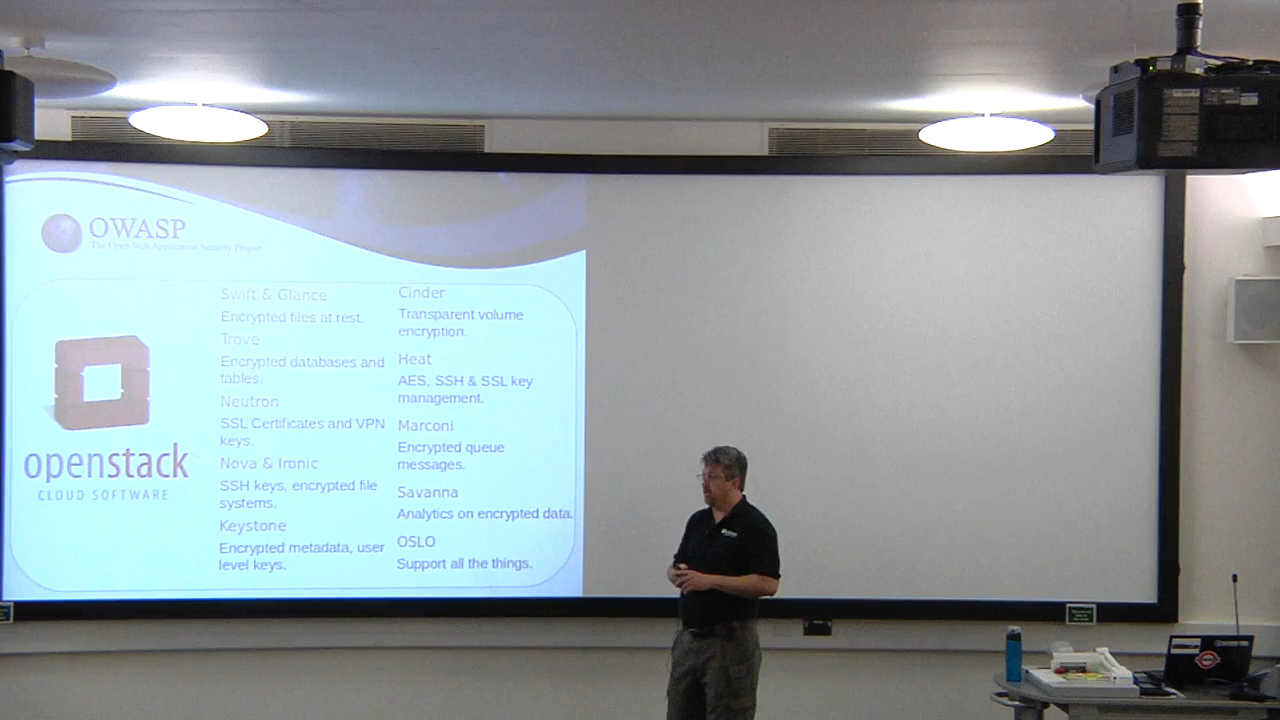 OWASP
The Open Web Application Security Project
openstack
CLOUD SOFTWARE
Swift & Glance
Encrypted files at rest.
Trove
Encrypted databases and
tables.
Neutron
SSL Certificates and VPN
keys.
Nova & Ironic
SSH keys, encrypted file
systems.
Keystone
Encrypted metadata, user
level keys.
Cinder
Transparent volume
encryption.
Heat
AES, SSH & SSL key
management.
Marconi
Encrypted queue
messages.
Savanna
Analytics on encrypted data.
OSLO
Support all the things.